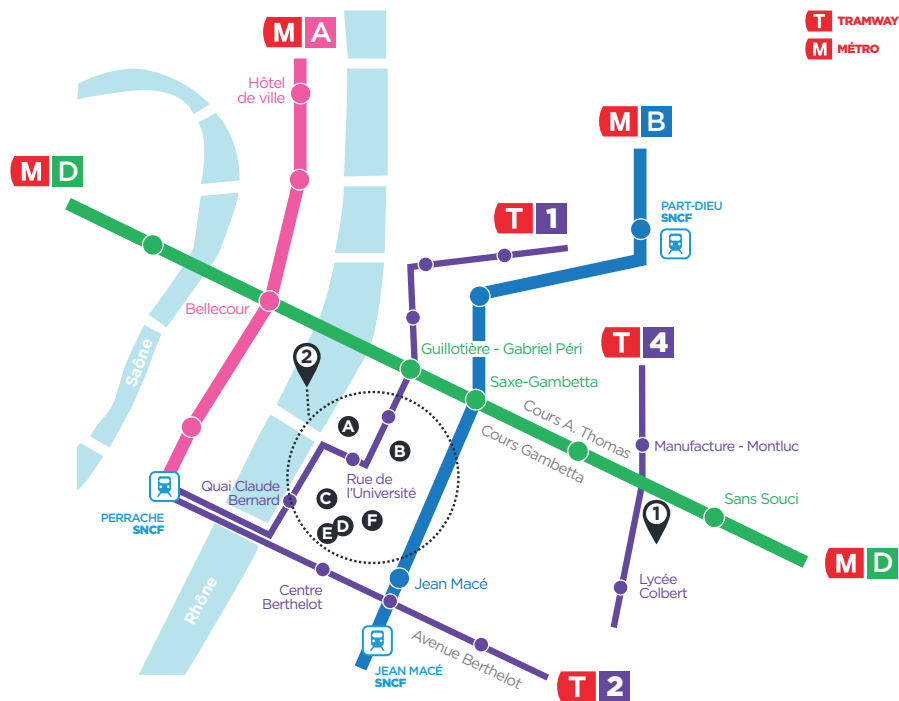 T TRAMWAY
M MÉTRO
M A
Hôtel
de ville
M B
M D
PART-DIEU
SNCF
T 1
Bellecour
Saône
Guillotière - Gabriel Péri
T 4
2
Saxe-Gambetta
Cours A. Thomas
Cours Gambetta
Manufacture - Montluc
A
B
Rue de
l'Université
Quai Claude
Bernard
C
D
E
F
PERRACHE
SNCF
Sans Souci
1
M D
Rhône
Centre
Berthelot
Jean Macé
Lycée
Colbert
Avenue Berthelot
JEAN MACÉ
SNCF
T 2